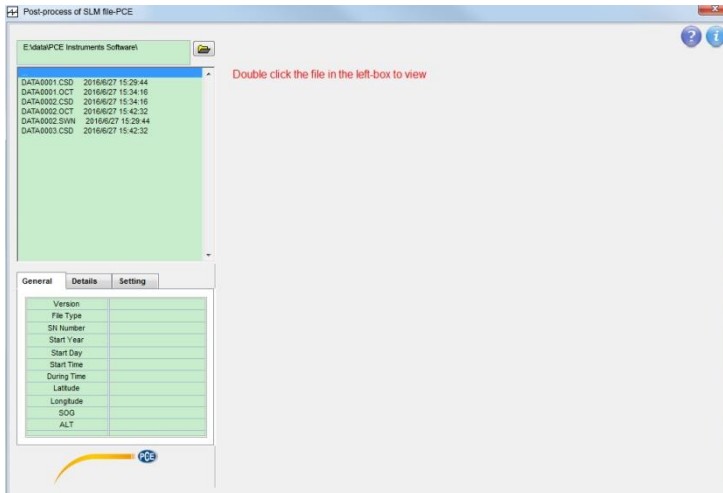 Post-process of SLM file-PCE
E:\data\PCE Instruments Software\
Double click the file in the left-box to view
DATA0001.CSD 2016/6/27 15:29:44
DATA0001.OCT 2016/6/27 15:34:16
DATA0002.CSD 2016/6/27 15:34:16
DATA0002.OCT 2016/6/27 15:42:32
DATA0002.SWN 2016/6/27 15:29:44
DATA0003.CSD 2016/6/27 15:42:32
General Details Setting
Version
File Type
SN Number
Start Year
Start Day
Start Time
During Time
Latitude
Longitude
SOG
ALT
PCE